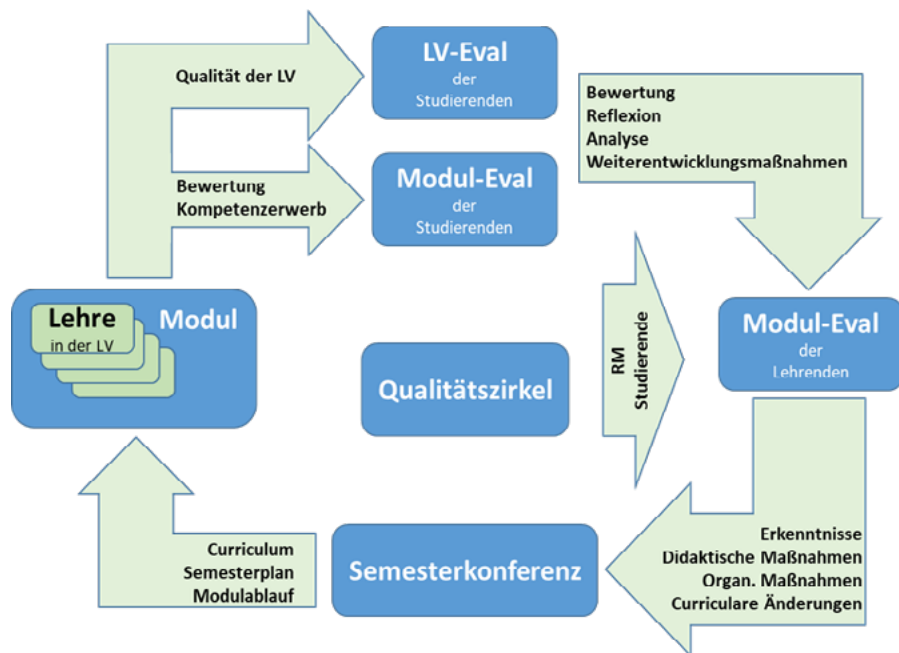 LV-Eval
der
Studierenden
Qualität der LV
Bewertung
Reflexion
Analyse
Weiterentwicklungsmaßnahmen
Bewertung
Kompetenzerwerb
Modul-Eval
der
Studierenden
Lehre
in der LV
Modul
Qualitätszirkel
RM
Studierende
Modul-Eval
der
Lehrenden
Erkenntnisse
Didaktische Maßnahmen
Organ. Maßnahmen
Curriculare Änderungen
Semesterkonferenz
Curriculum
Semesterplan
Modulablauf